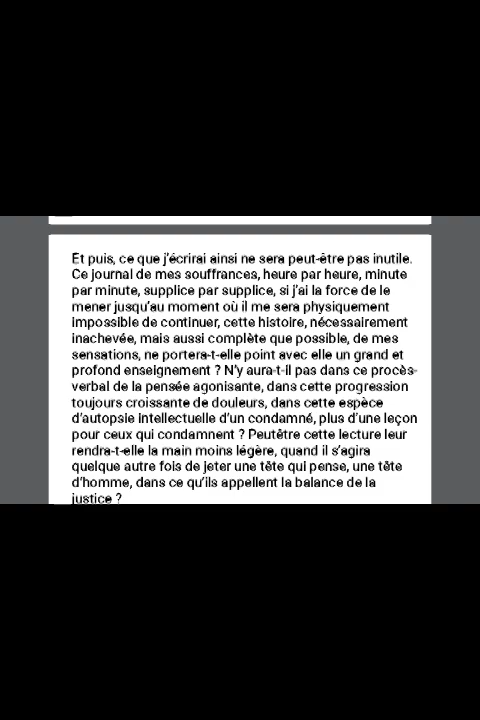 Et puis, ce que j'écrirai ainsi ne sera peut-être pas inutile.
Ce journal de mes souffrances, heure par heure, minute
par minute, supplice par supplice, si j'ai la force de le
mener jusqu'au moment où il me sera physiquement
impossible de continuer, cette histoire, nécessairement
inachevée, mais aussi complète que possible, de mes
sensations, ne portera-t-elle point avec elle un grand et
profond enseignement ? N'y aura-t-il pas dans ce procès-
verbal de la pensée agonisante, dans cette progression
toujours croissante de douleurs, dans cette espèce
d'autopsie intellectuelle d'un condamné, plus d'une leçon
pour ceux qui condamnent ? Peutêtre cette lecture leur
rendra-t-elle la main moins légère, quand il s'agira
quelque autre fois de jeter une tête qui pense, une tête
d'homme, dans ce qu'ils appellent la balance de la
justice ?